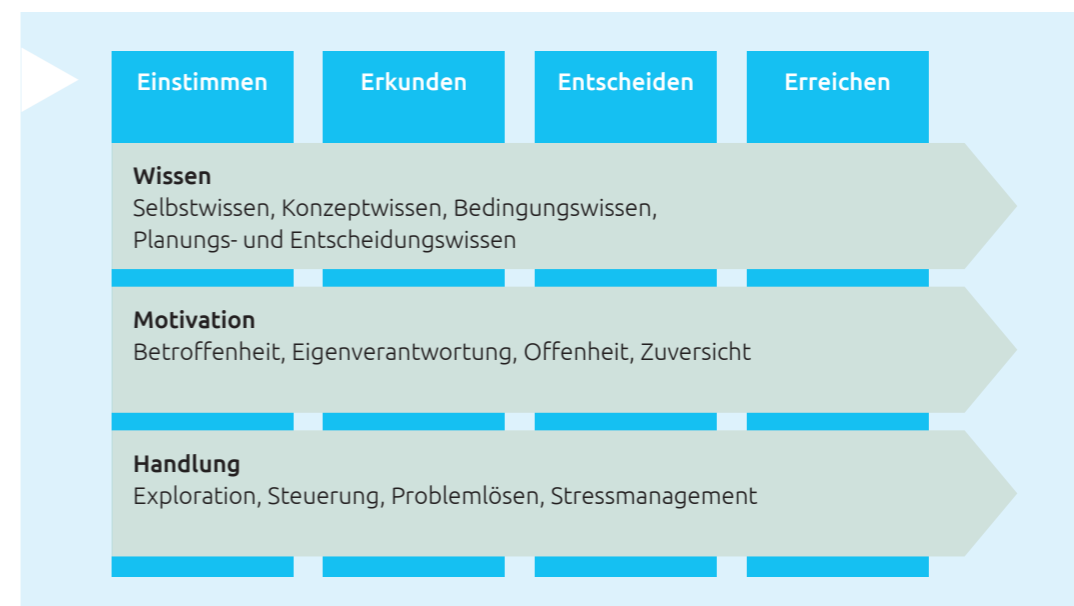 Einstimmen
Erkunden
Entscheiden
Erreichen
Wissen
Selbstwissen, Konzeptwissen, Bedingungswissen,
Planungs- und Entscheidungswissen
Motivation
Betroffenheit, Eigenverantwortung, Offenheit, Zuversicht
Handlung
Exploration, Steuerung, Problemlösen, Stressmanagement